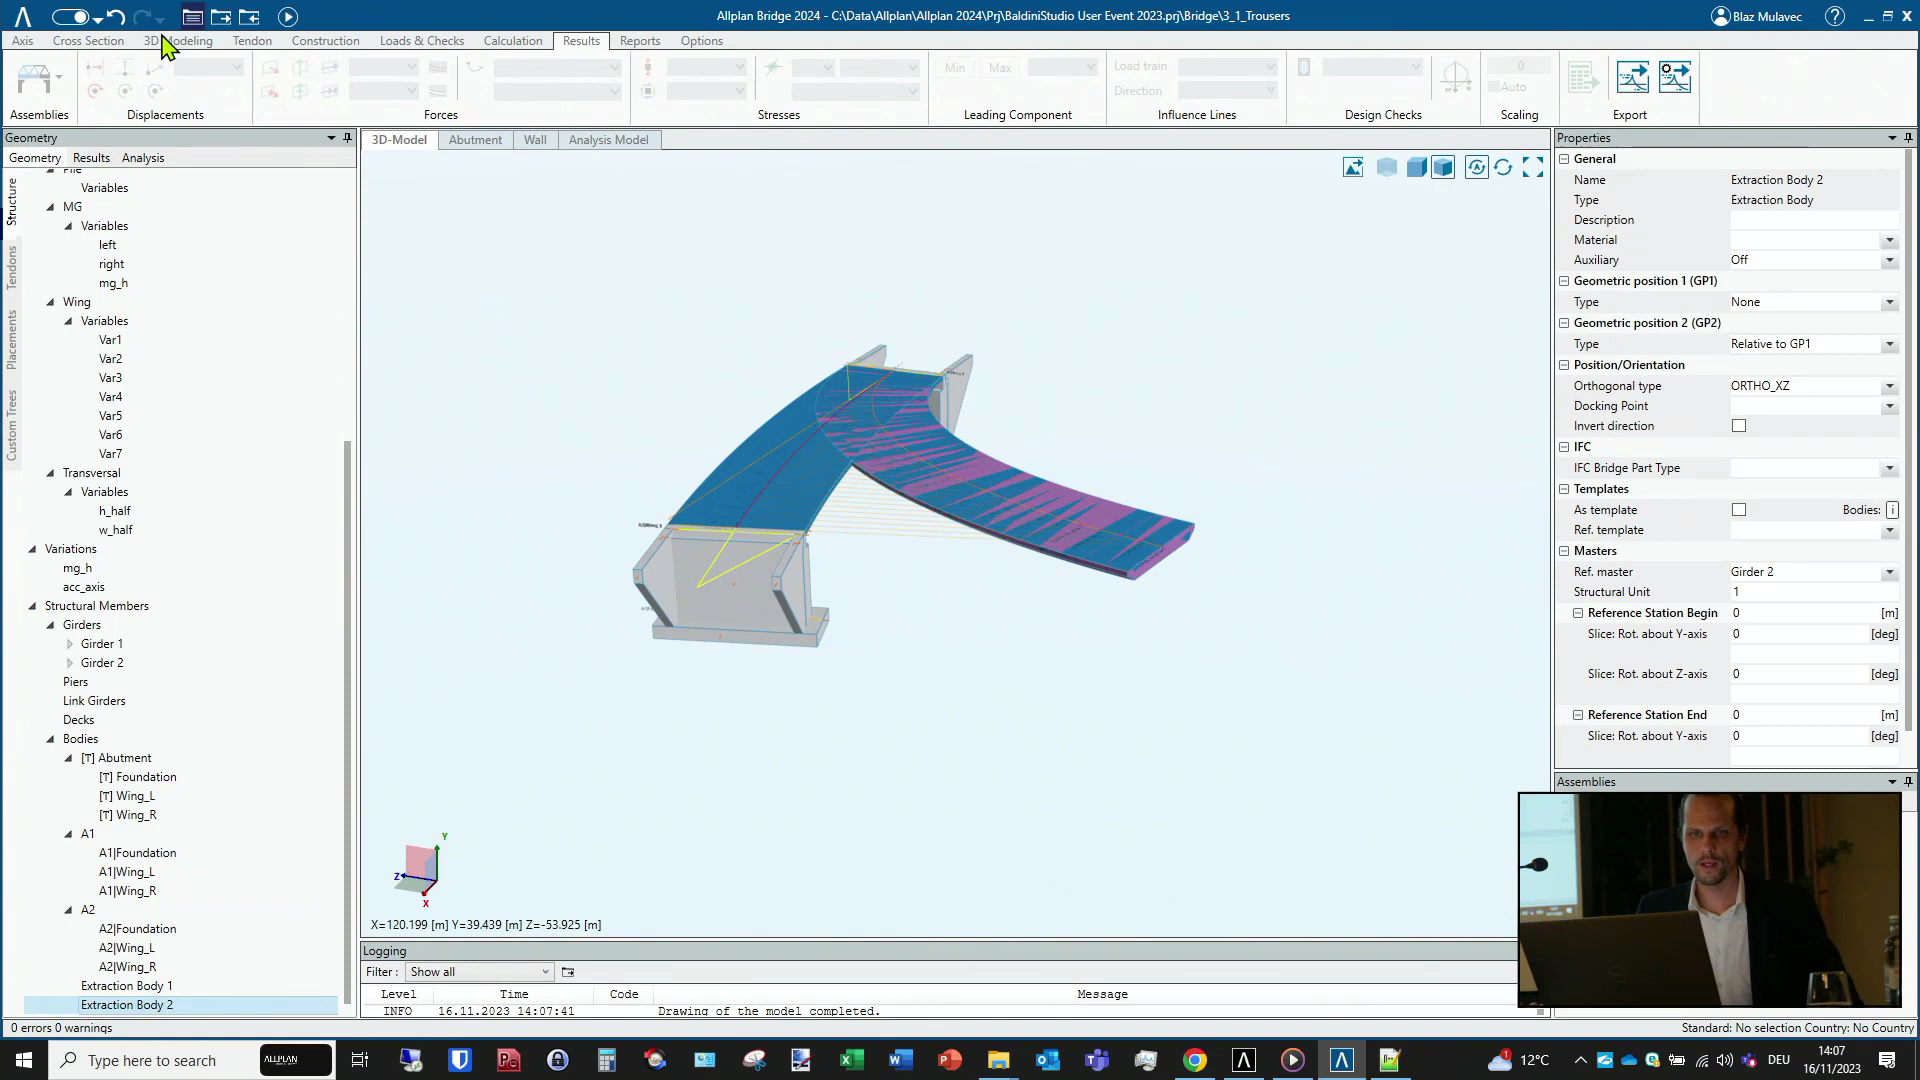 Allplan Bridge 2024 - C:\Data\Allplan\Allplan 2024\Prj\BaldiniStudio User Event 2023.prj\Bridge\3_1_Trousers
Blaz Mulavec
Axis Cross Section 3D Modeling Tendon Construction Loads & Checks Calculation Results Reports Options
Min Max
Load train
Direction
0
Auto
Assemblies Displacements Forces Stresses Leading Component Influence Lines Design Checks Scaling Export
Geometry
Geometry Results Analysis
Structure
Tendons
Placements
Custom Trees
Variables
MG
Variables
left
right
mg_h
Wing
Variables
Var1
Var2
Var3
Var4
Var5
Var6
Var7
Transversal
Variables
h_half
w_half
Variations
mg_h
acc_axis
Structural Members
Girders
Girder 1
Girder 2
Piers
Link Girders
Decks
Bodies
[T] Abutment
[T] Foundation
[T] Wing_L
[T] Wing_R
A1
A1|Foundation
A1|Wing_L
A1|Wing_R
A2
A2|Foundation
A2|Wing_L
A2|Wing_R
Extraction Body 1
Extraction Body 2
3D-Model Abutment Wall Analysis Model
Y
Z
X
X=120.199 [m] Y=39.439 [m] Z=-53.925 [m]
Logging
Filter : Show all
Level Time Code Message
INFO 16.11.2023 14:07:41 Drawing of the model completed.
Properties
General
Name Extraction Body 2
Type Extraction Body
Description
Material
Auxiliary Off
Geometric position 1 (GP1)
Type None
Geometric position 2 (GP2)
Type Relative to GP1
Position/Orientation
Orthogonal type ORTHO_XZ
Docking Point
Invert direction
IFC
IFC Bridge Part Type
Templates
As template Bodies: i
Ref. template
Masters
Ref. master Girder 2
Structural Unit 1
Reference Station Begin 0 [m]
Slice: Rot. about Y-axis 0 [deg]
Slice: Rot. about Z-axis 0 [deg]
Reference Station End 0 [m]
Slice: Rot. about Y-axis 0 [deg]
Assemblies
0 errors 0 warnings
Standard: No selection Country: No Country
Type here to search
ALLPLAN
12°C
DEU
14:07
16/11/2023